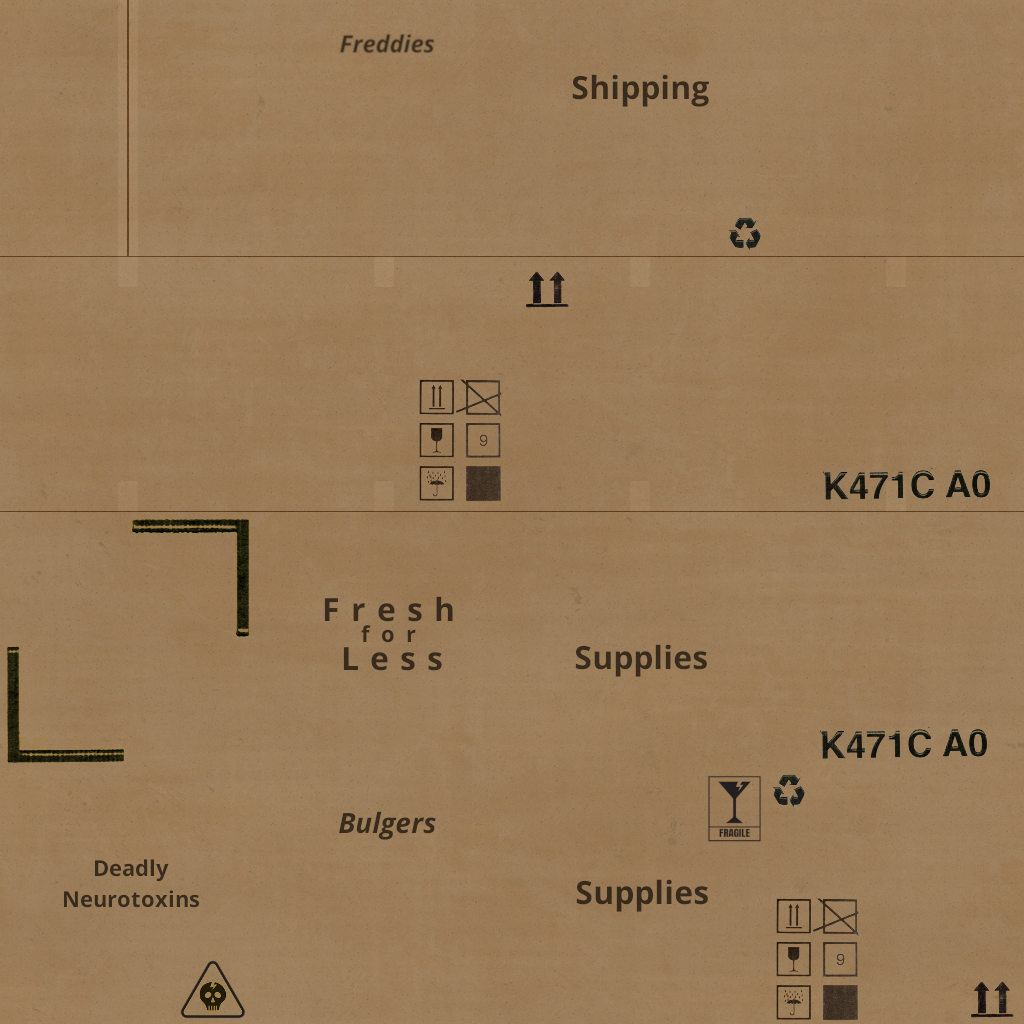 Freddies
Shipping
9
K471C A0
Fresh
for
Less
Supplies
K471C A0
FRAGILE
Bulgers
Deadly
Neurotoxins
Supplies
9